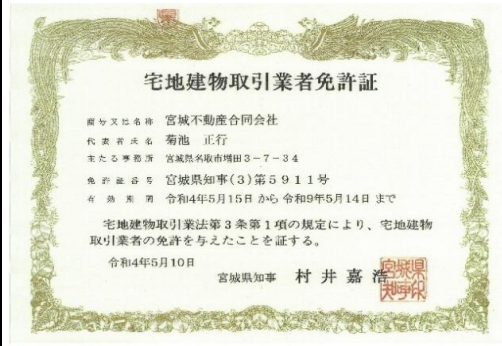 宅地建物取引業者免許証
商号又は名称 宮城不動産合同会社
代表者氏名 菊池 正行
主たる事務所 宮城県名取市増田3-7-34
免許証番号 宮城県知事(3)第5911号
有効期間 令和4年5月15日から令和9年5月14日まで
宅地建物取引業法第3条第1項の規定により、宅地建物
取引業者の免許を与えたことを証する。
令和4年5月10日
宮城県知事 村井嘉浩
宮城県知事印